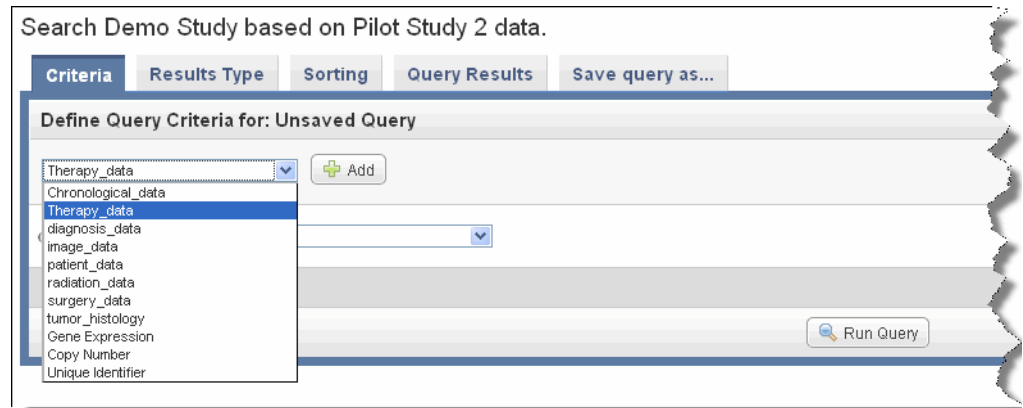 Search Demo Study based on Pilot Study 2 data.
Criteria Results Type Sorting Query Results Save query as...
Define Query Criteria for: Unsaved Query
Therapy_data Add
Chronological_data
Therapy_data
diagnosis_data
image_data
patient_data
radiation_data
surgery_data
tumor_histology
Gene Expression
Copy Number
Unique Identifier
Run Query